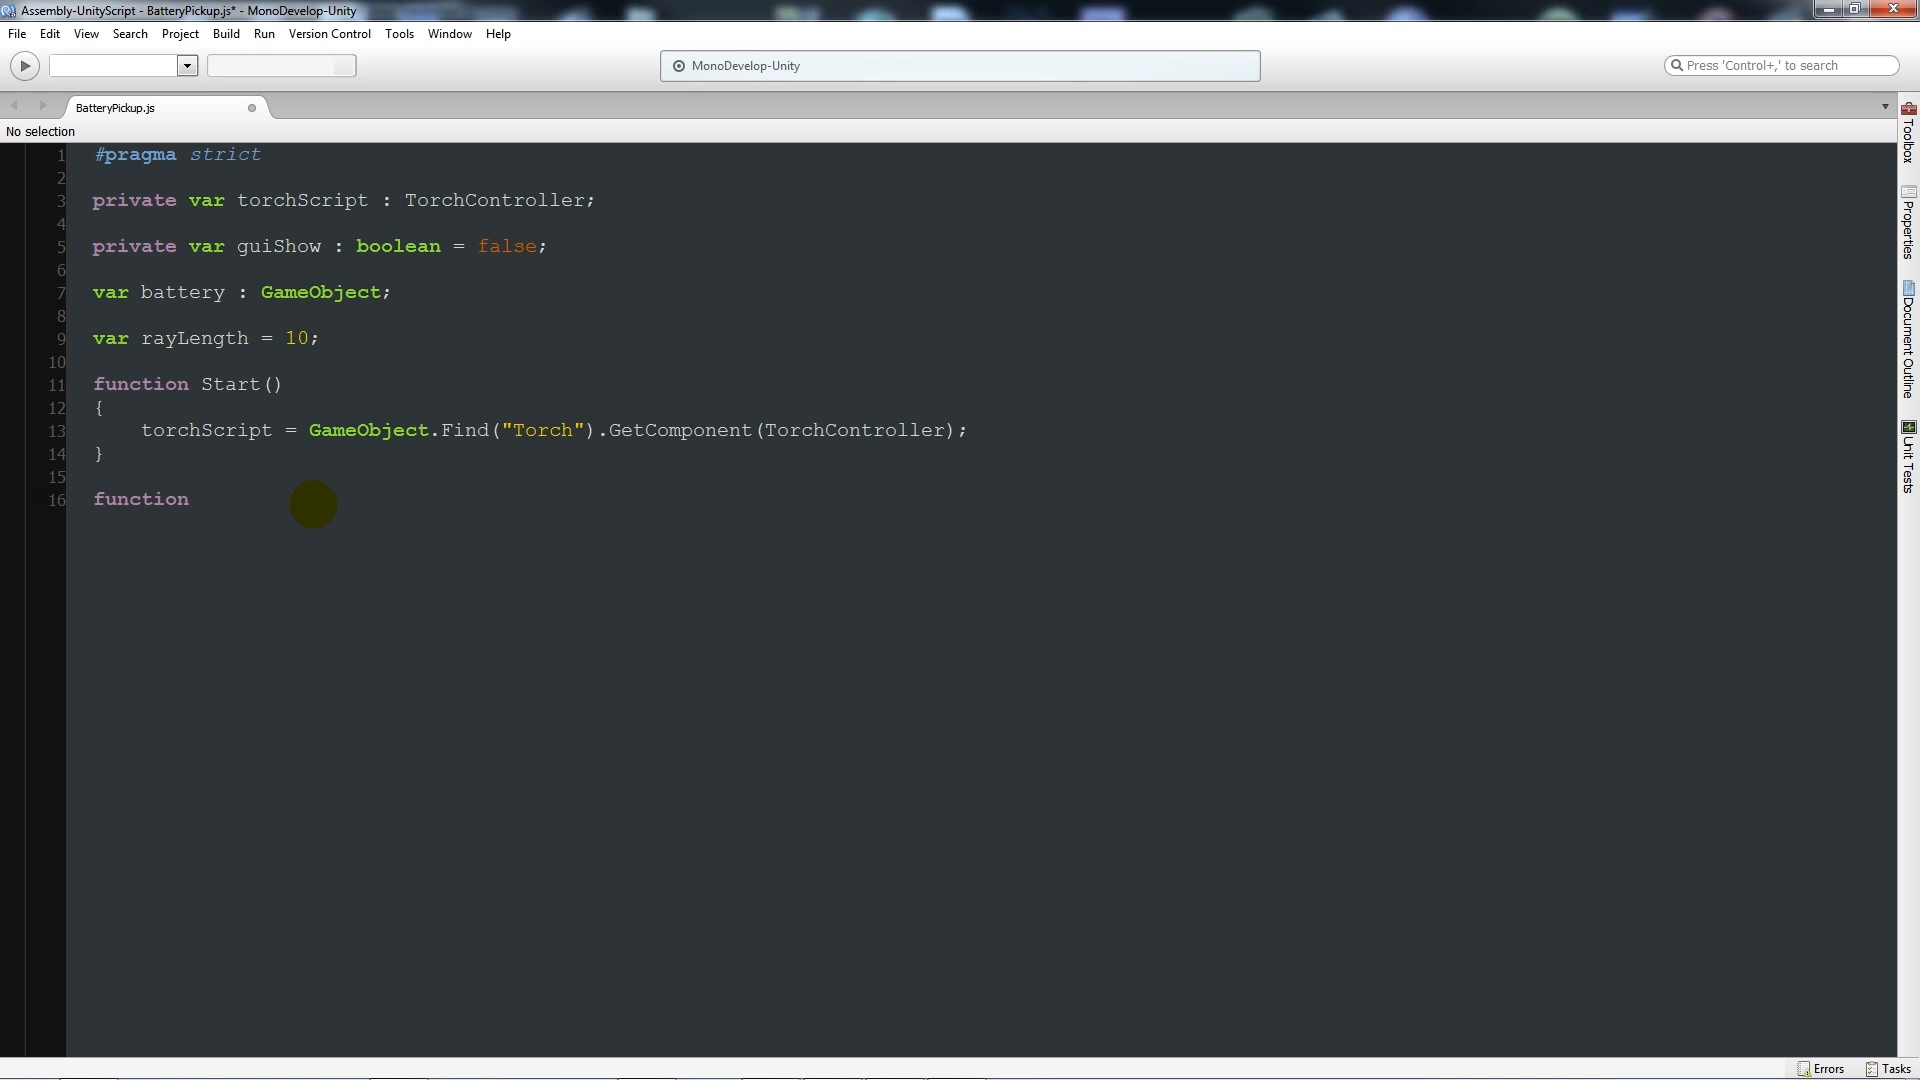 Assembly-UnityScript - BatteryPickup.js* - MonoDevelop-Unity
File Edit View Search Project Build Run Version Control Tools Window Help
MonoDevelop-Unity
Press 'Control+,' to search
BatteryPickup.js
No selection
1 #pragma strict
2
3 private var torchScript : TorchController;
4
5 private var guiShow : boolean = false;
6
7 var battery : GameObject;
8
9 var rayLength = 10;
10
11 function Start()
12 {
13 torchScript = GameObject.Find("Torch").GetComponent(TorchController);
14 }
15
16 function
Toolbox
Properties
Document Outline
Unit Tests
Errors Tasks